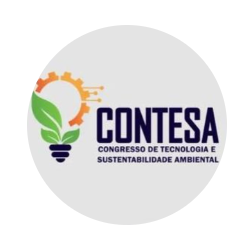 CONTESA
CONGRESSO DE TECNOLOGIA E
SUSTENTABILIDADE AMBIENTAL